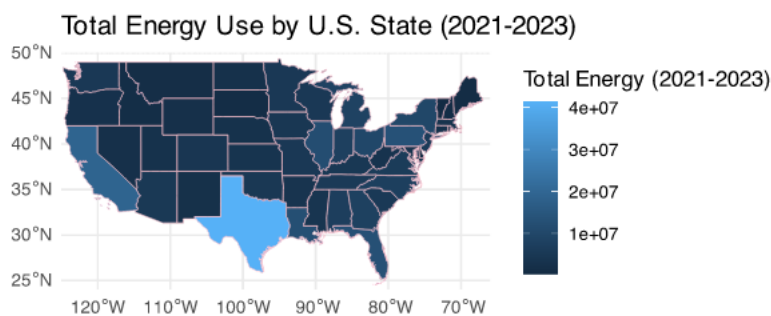 Total Energy Use by U.S. State (2021-2023)
50°N
45°N
40°N
35°N
30°N
25°N
120°W 110°W 100°W 90°W 80°W 70°W
Total Energy (2021-2023)
4e+07
3e+07
2e+07
1e+07